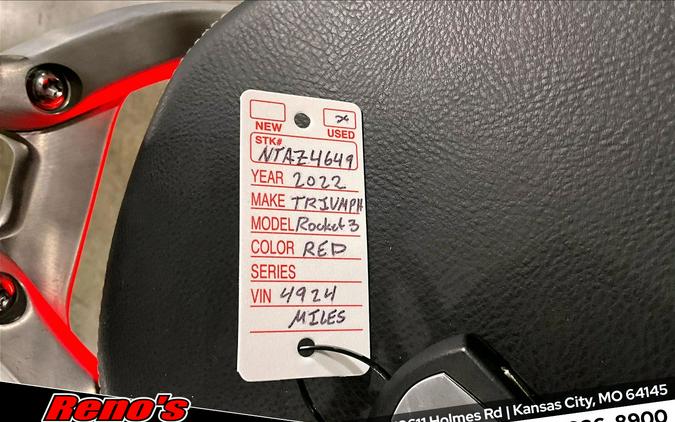 NEW USED
STK#
NTAZ4649
YEAR 2022
MAKE TRIUMPH
MODEL Rocket 3
COLOR RED
SERIES
VIN 4924
MILES
Reno's
Holmes Rd | Kansas City, MO 64145
8900